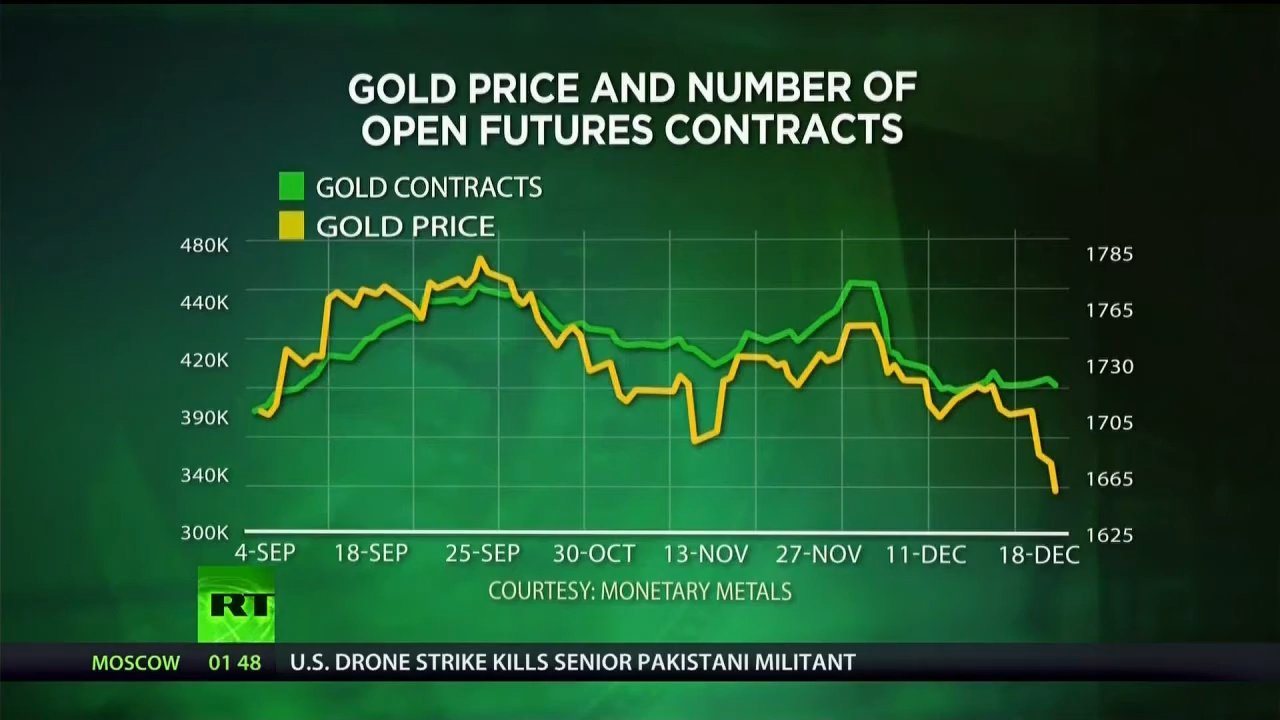 GOLD PRICE AND NUMBER OF
OPEN FUTURES CONTRACTS
GOLD CONTRACTS
GOLD PRICE
480K
440K
420K
390K
340K
300K
1785
1765
1730
1705
1665
1625
4-SEP 18-SEP 25-SEP 30-OCT 13-NOV 27-NOV 11-DEC 18-DEC
COURTESY: MONETARY METALS
RT
MOSCOW 01 48 U.S. DRONE STRIKE KILLS SENIOR PAKISTANI MILITANT